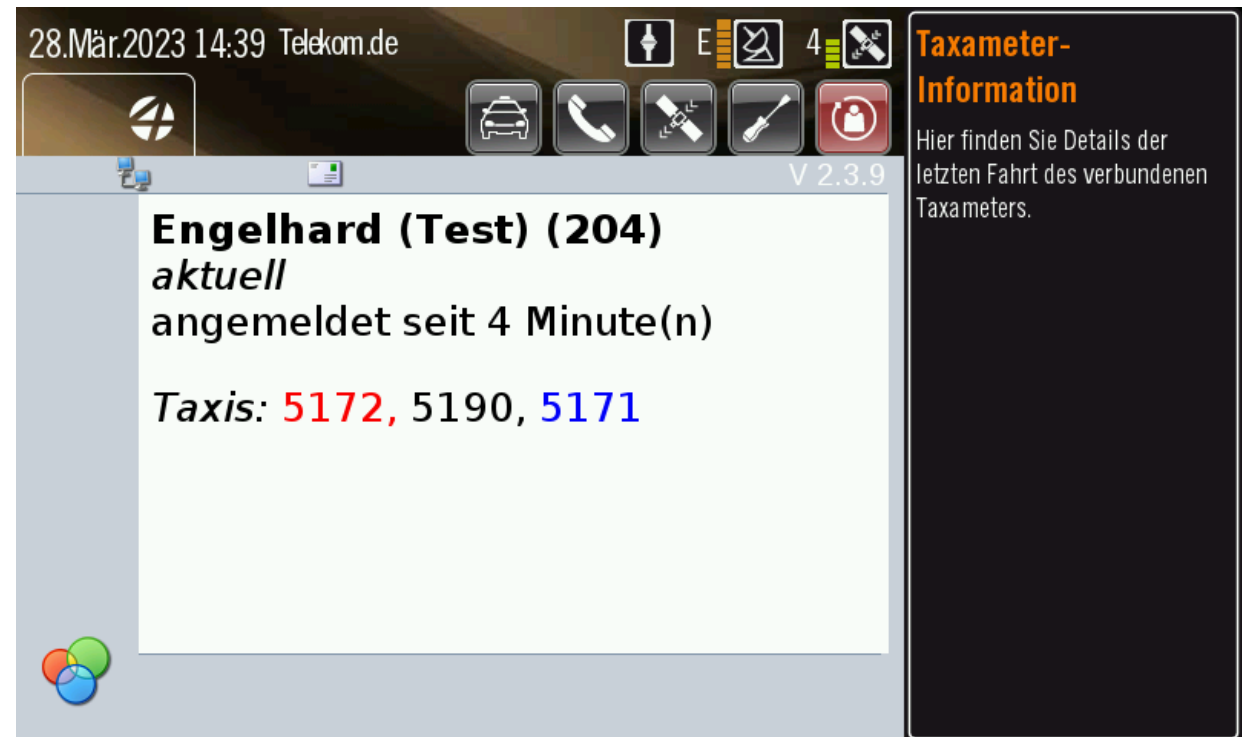 28.Mär.2023 14:39 Telekom.de E 4
V 2.3.9
Engelhard (Test) (204)
aktuell
angemeldet seit 4 Minute(n)
Taxis: 5172, 5190, 5171
Taxameter-
Information
Hier finden Sie Details der
letzten Fahrt des verbundenen
Taxameters.